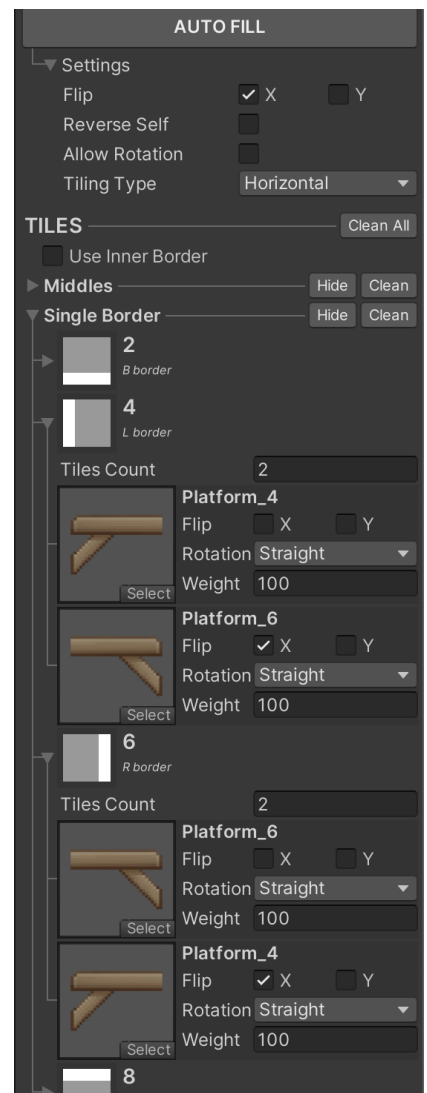 AUTO FILL
Settings
Flip X Y
Reverse Self
Allow Rotation
Tiling Type Horizontal
TILES Clean All
Use Inner Border
Middles Hide Clean
Single Border Hide Clean
2
B border
4
L border
Tiles Count 2
Platform_4
Flip X Y
Rotation Straight
Weight 100
Select
Platform_6
Flip X Y
Rotation Straight
Weight 100
Select
6
R border
Tiles Count 2
Platform_6
Flip X Y
Rotation Straight
Weight 100
Select
Platform_4
Flip X Y
Rotation Straight
Weight 100
Select
8